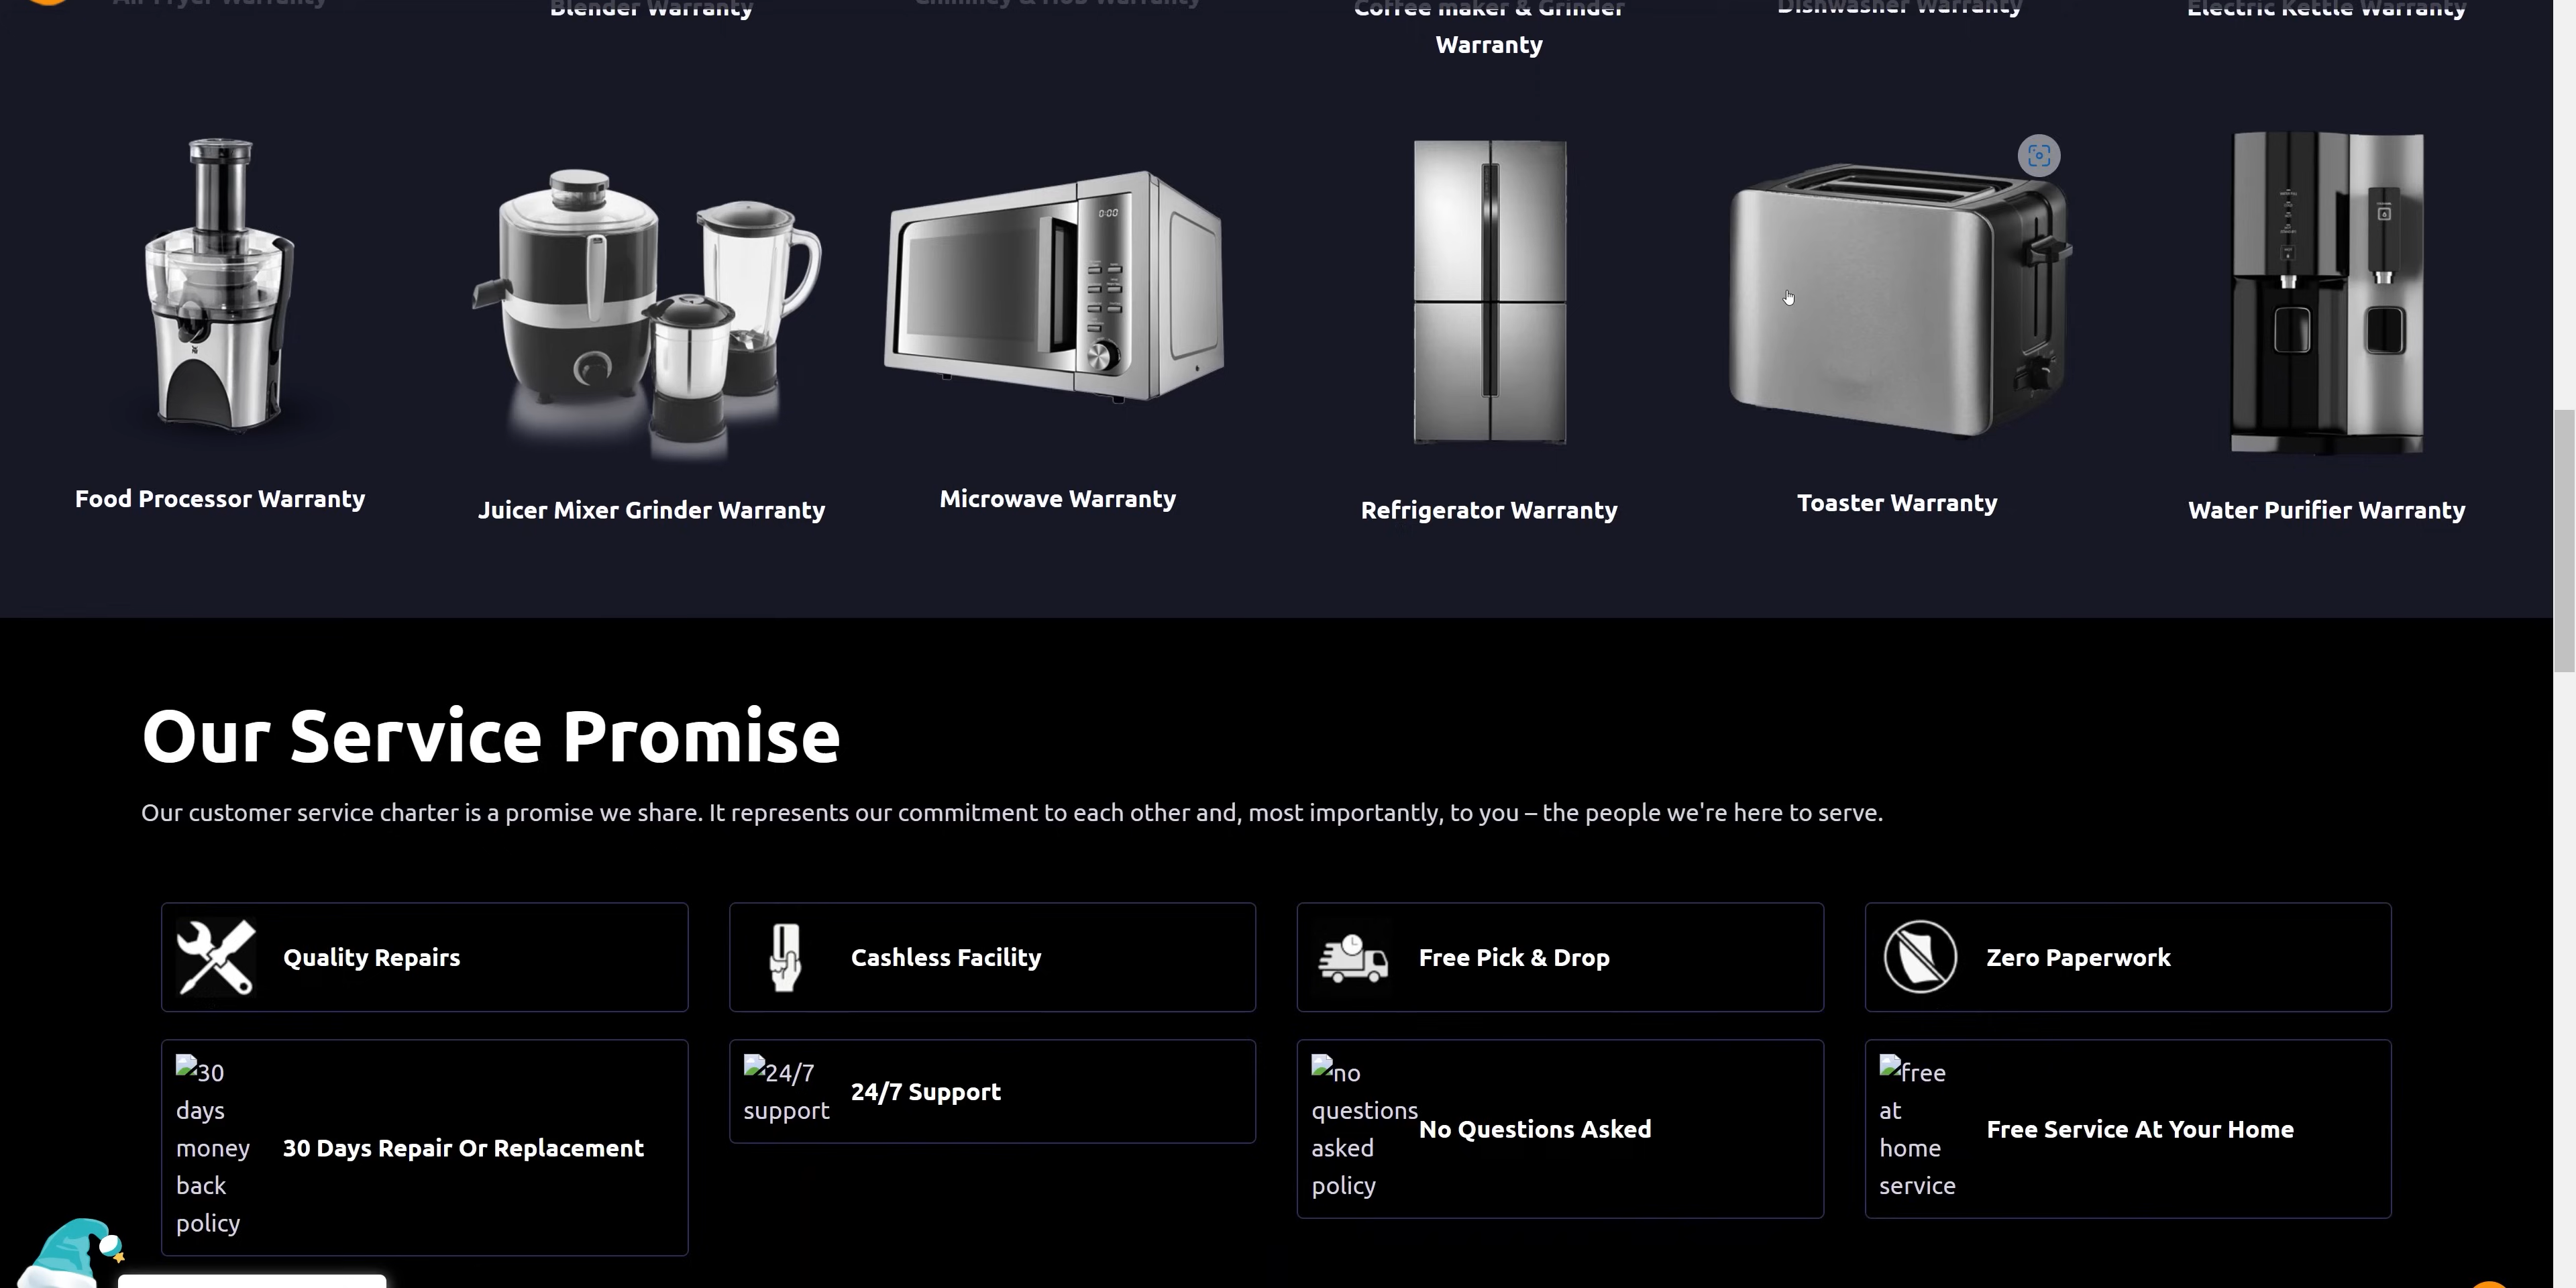 Air Fryer Warranty
Blender Warranty
Chimney & Hob Warranty
Coffee maker & Grinder
Warranty
Dishwasher Warranty
Electric Kettle Warranty
0:00
Food Processor Warranty
Juicer Mixer Grinder Warranty
Microwave Warranty
Refrigerator Warranty
Toaster Warranty
Water Purifier Warranty
Our Service Promise
Our customer service charter is a promise we share. It represents our commitment to each other and, most importantly, to you – the people we're here to serve.
Quality Repairs
Cashless Facility
Free Pick & Drop
Zero Paperwork
30
days
money
back
policy
30 Days Repair Or Replacement
24/7
support
24/7 Support
no
questions
asked
policy
No Questions Asked
free
at
home
service
Free Service At Your Home